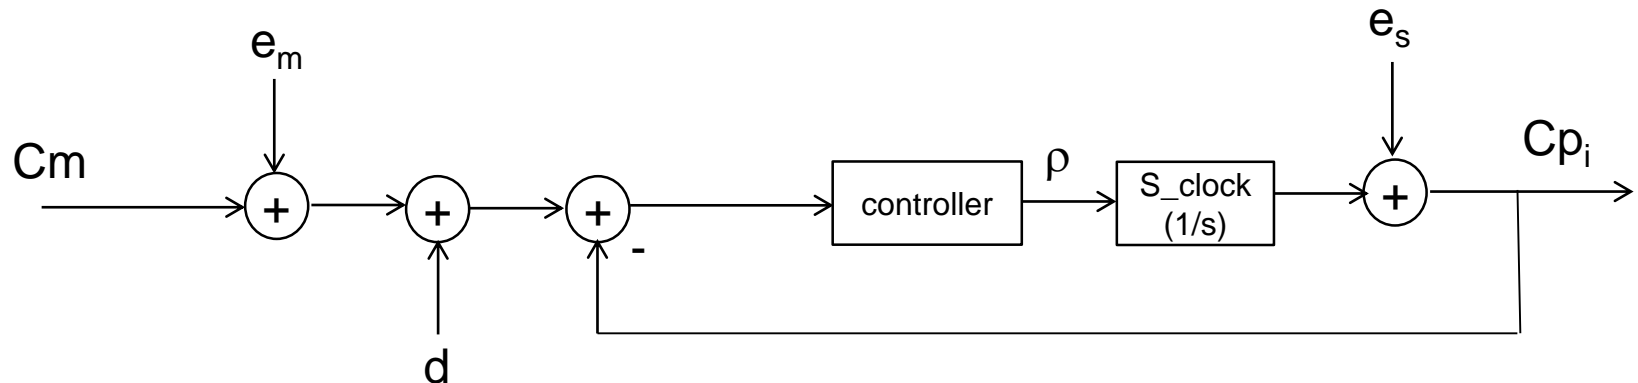 e_m
e_s
Cm
Cp_i
+
+
+
-
controller
ρ
S_clock
(1/s)
+
d